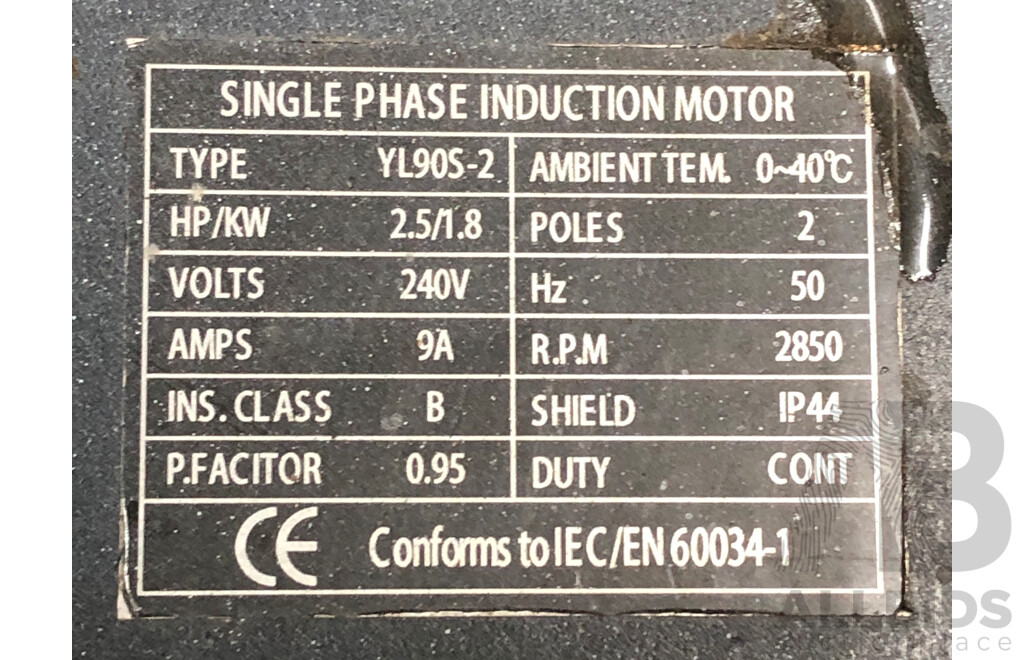 SINGLE PHASE INDUCTION MOTOR
TYPE YL90S-2 AMBIENT TEM. 0~40℃
HP/KW 2.5/1.8 POLES 2
VOLTS 240V Hz 50
AMPS 9A R.P.M 2850
INS. CLASS B SHIELD IP44
P.FACITOR 0.95 DUTY CONT
CE Conforms to IEC/EN 60034-1